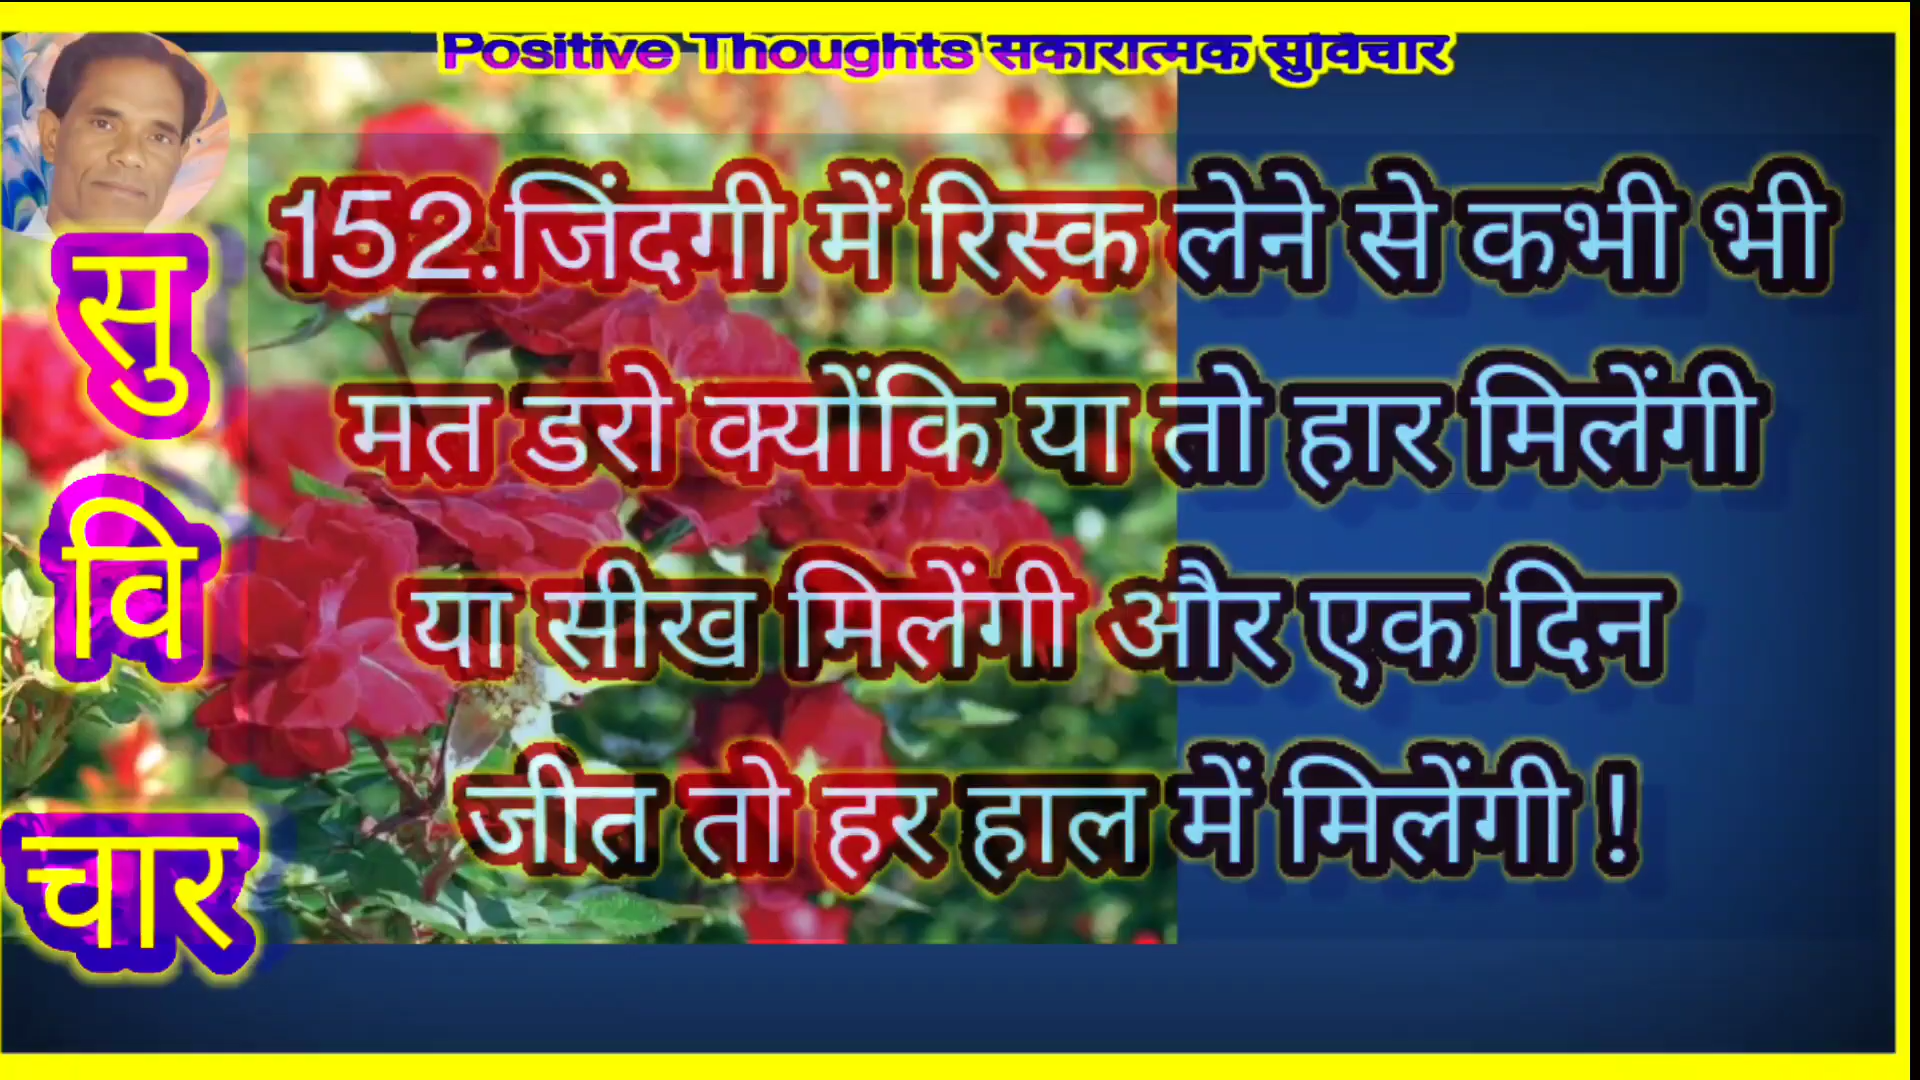 Positive Thoughts सकारात्मक सुविचार
सु
वि
चार
152.जिंदगी में रिस्क लेने से कभी भी
मत डरो क्योंकि या तो हार मिलेंगी
या सीख मिलेंगी और एक दिन
जीत तो हर हाल में मिलेंगी !